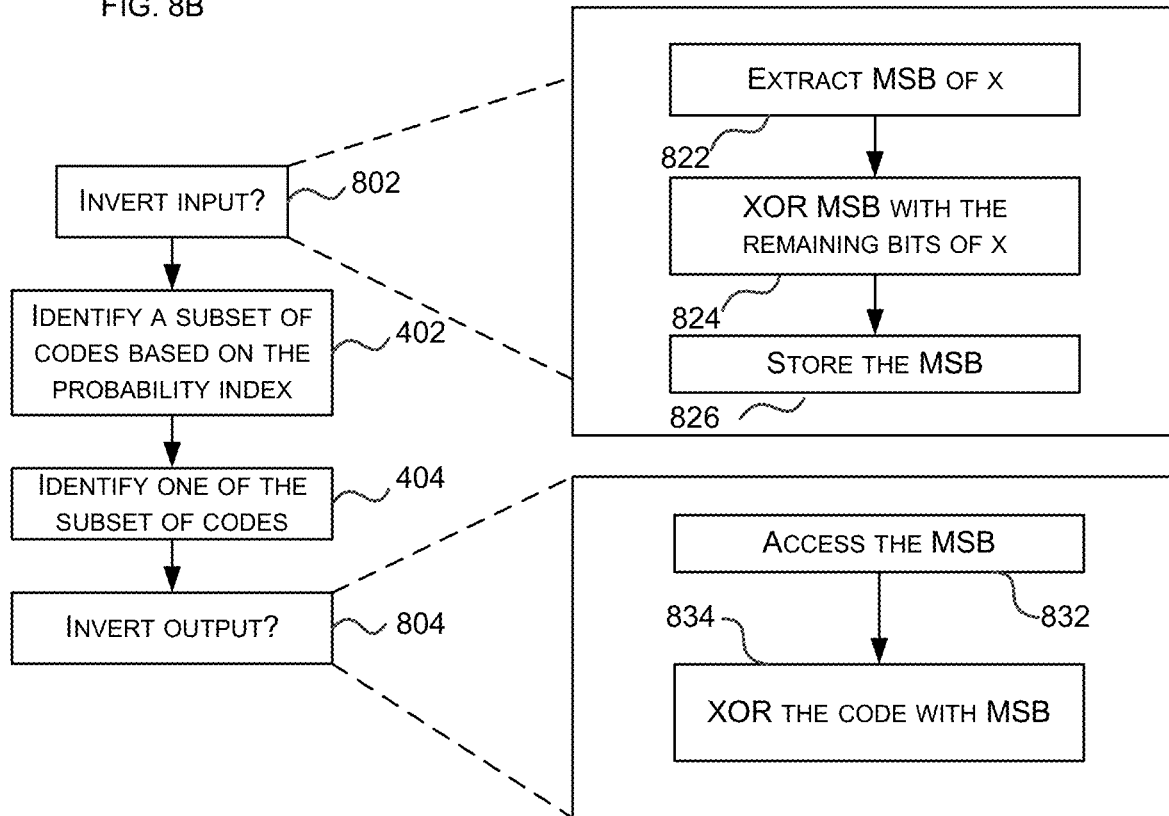 FIG. 8B
INVERT INPUT?
802
IDENTIFY A SUBSET OF
CODES BASED ON THE
PROBABILITY INDEX
402
IDENTIFY ONE OF THE
SUBSET OF CODES
404
INVERT OUTPUT?
804
EXTRACT MSB OF X
822
XOR MSB WITH THE
REMAINING BITS OF X
824
STORE THE MSB
826
ACCESS THE MSB
832
834
XOR THE CODE WITH MSB